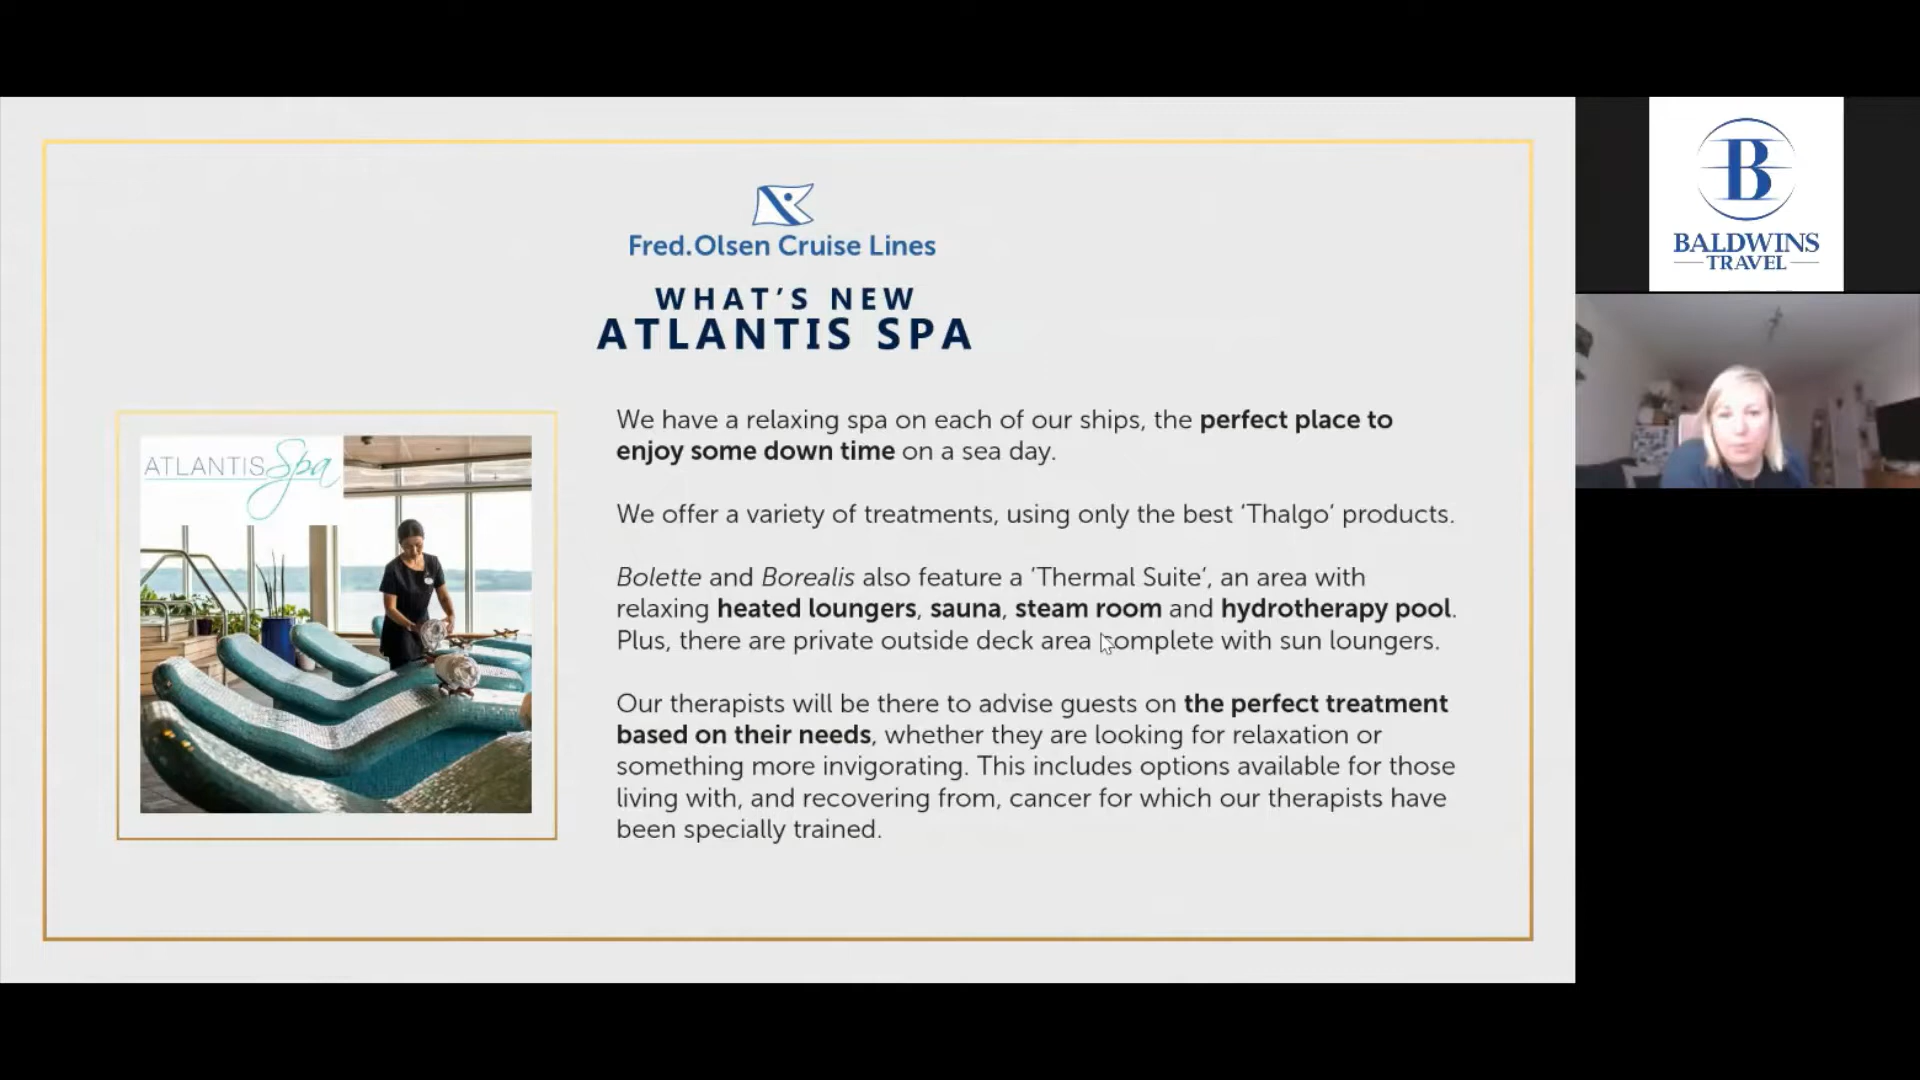 Fred.Olsen Cruise Lines
WHAT'S NEW
ATLANTIS SPA
ATLANTIS Spa
We have a relaxing spa on each of our ships, the perfect place to
enjoy some down time on a sea day.
We offer a variety of treatments, using only the best ‘Thalgo’ products.
Bolette and Borealis also feature a ’Thermal Suite’, an area with
relaxing heated loungers, sauna, steam room and hydrotherapy pool.
Plus, there are private outside deck area complete with sun loungers.
Our therapists will be there to advise guests on the perfect treatment
based on their needs, whether they are looking for relaxation or
something more invigorating. This includes options available for those
living with, and recovering from, cancer for which our therapists have
been specially trained.
B
BALDWINS
TRAVEL